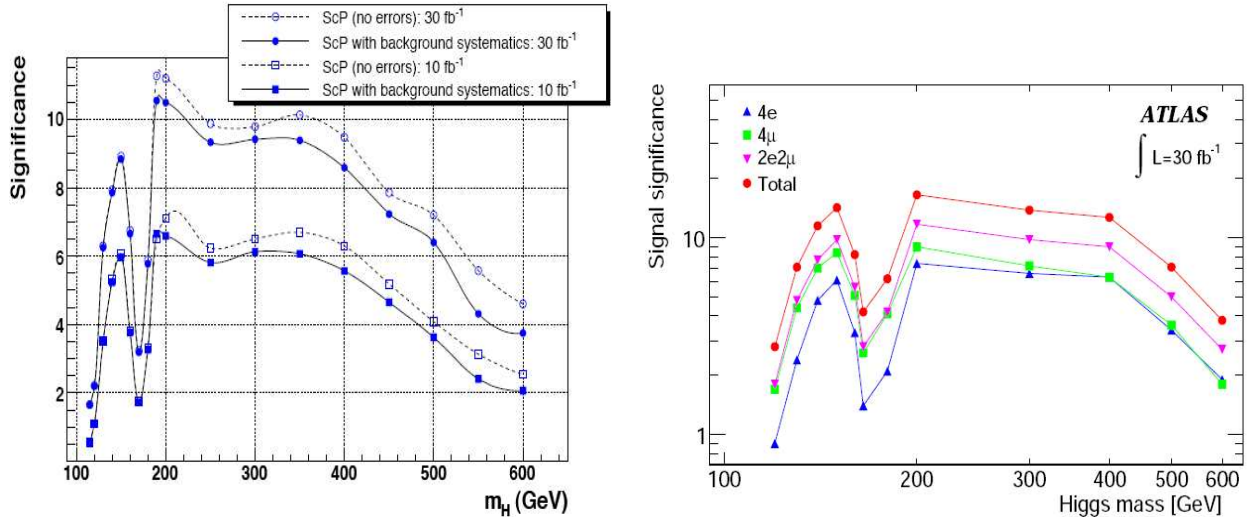 ScP (no errors): 30 fb⁻¹
ScP with background systematics: 30 fb⁻¹
ScP (no errors): 10 fb⁻¹
ScP with background systematics: 10 fb⁻¹
Significance
10
8
6
4
2
100 200 300 400 500 600
m_H (GeV)
4e
4μ
2e2μ
Total
ATLAS
∫ L=30 fb⁻¹
Signal significance
10
1
100 200 300 400 500 600
Higgs mass [GeV]